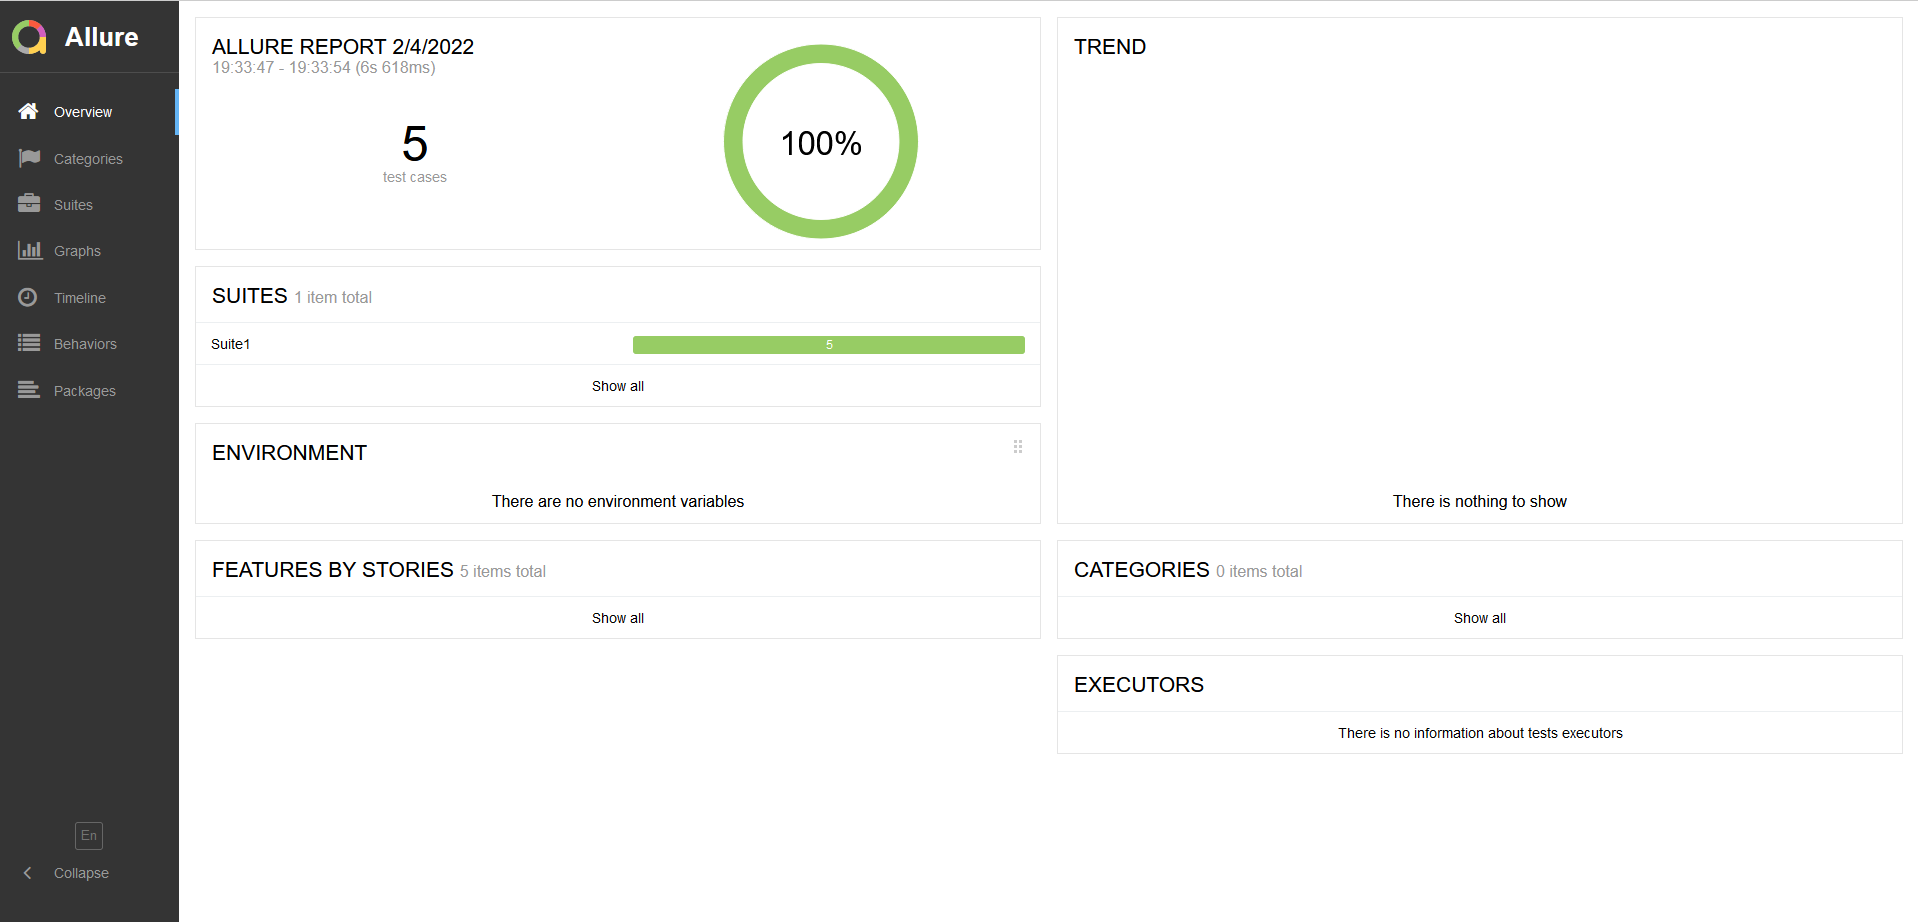 Allure
Overview
Categories
Suites
Graphs
Timeline
Behaviors
Packages
En
Collapse
ALLURE REPORT 2/4/2022
19:33:47 - 19:33:54 (6s 618ms)
5
test cases
100%
TREND
There is nothing to show
SUITES 1 item total
Suite1 5
Show all
ENVIRONMENT
There are no environment variables
FEATURES BY STORIES 5 items total
Show all
CATEGORIES 0 items total
Show all
EXECUTORS
There is no information about tests executors